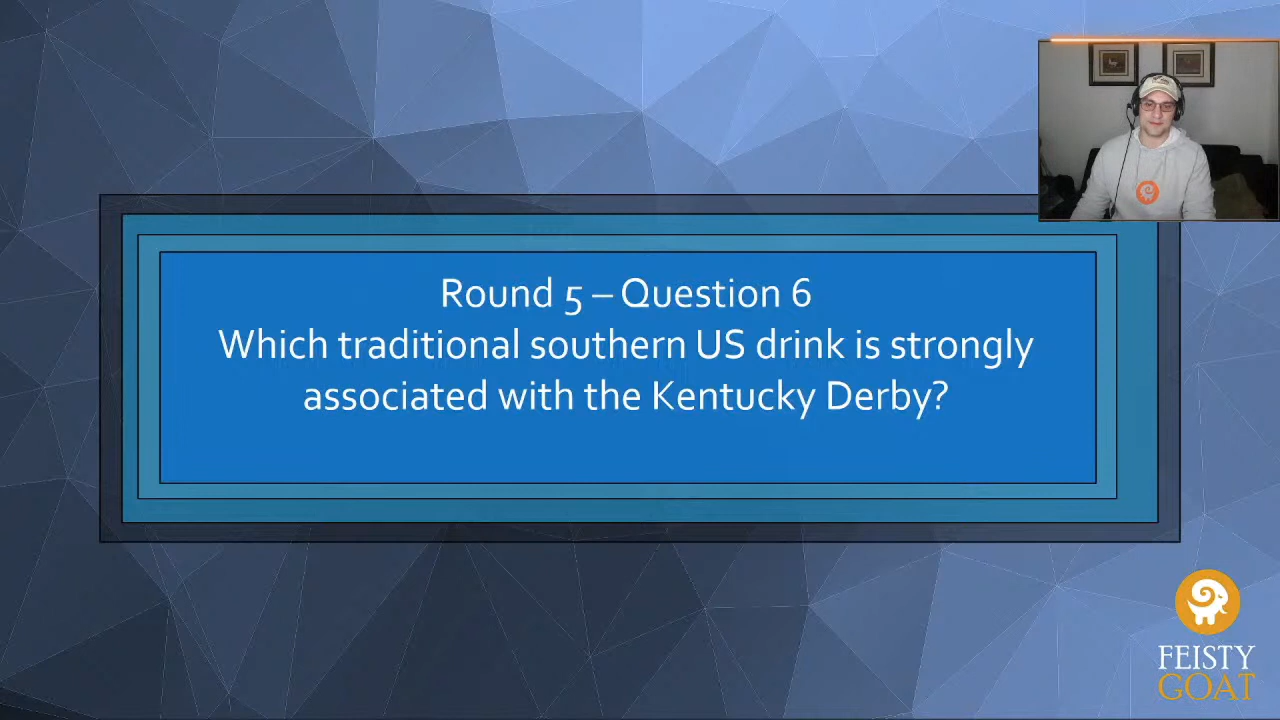 Round 5 – Question 6
Which traditional southern US drink is strongly
associated with the Kentucky Derby?
FEISTY
GOAT